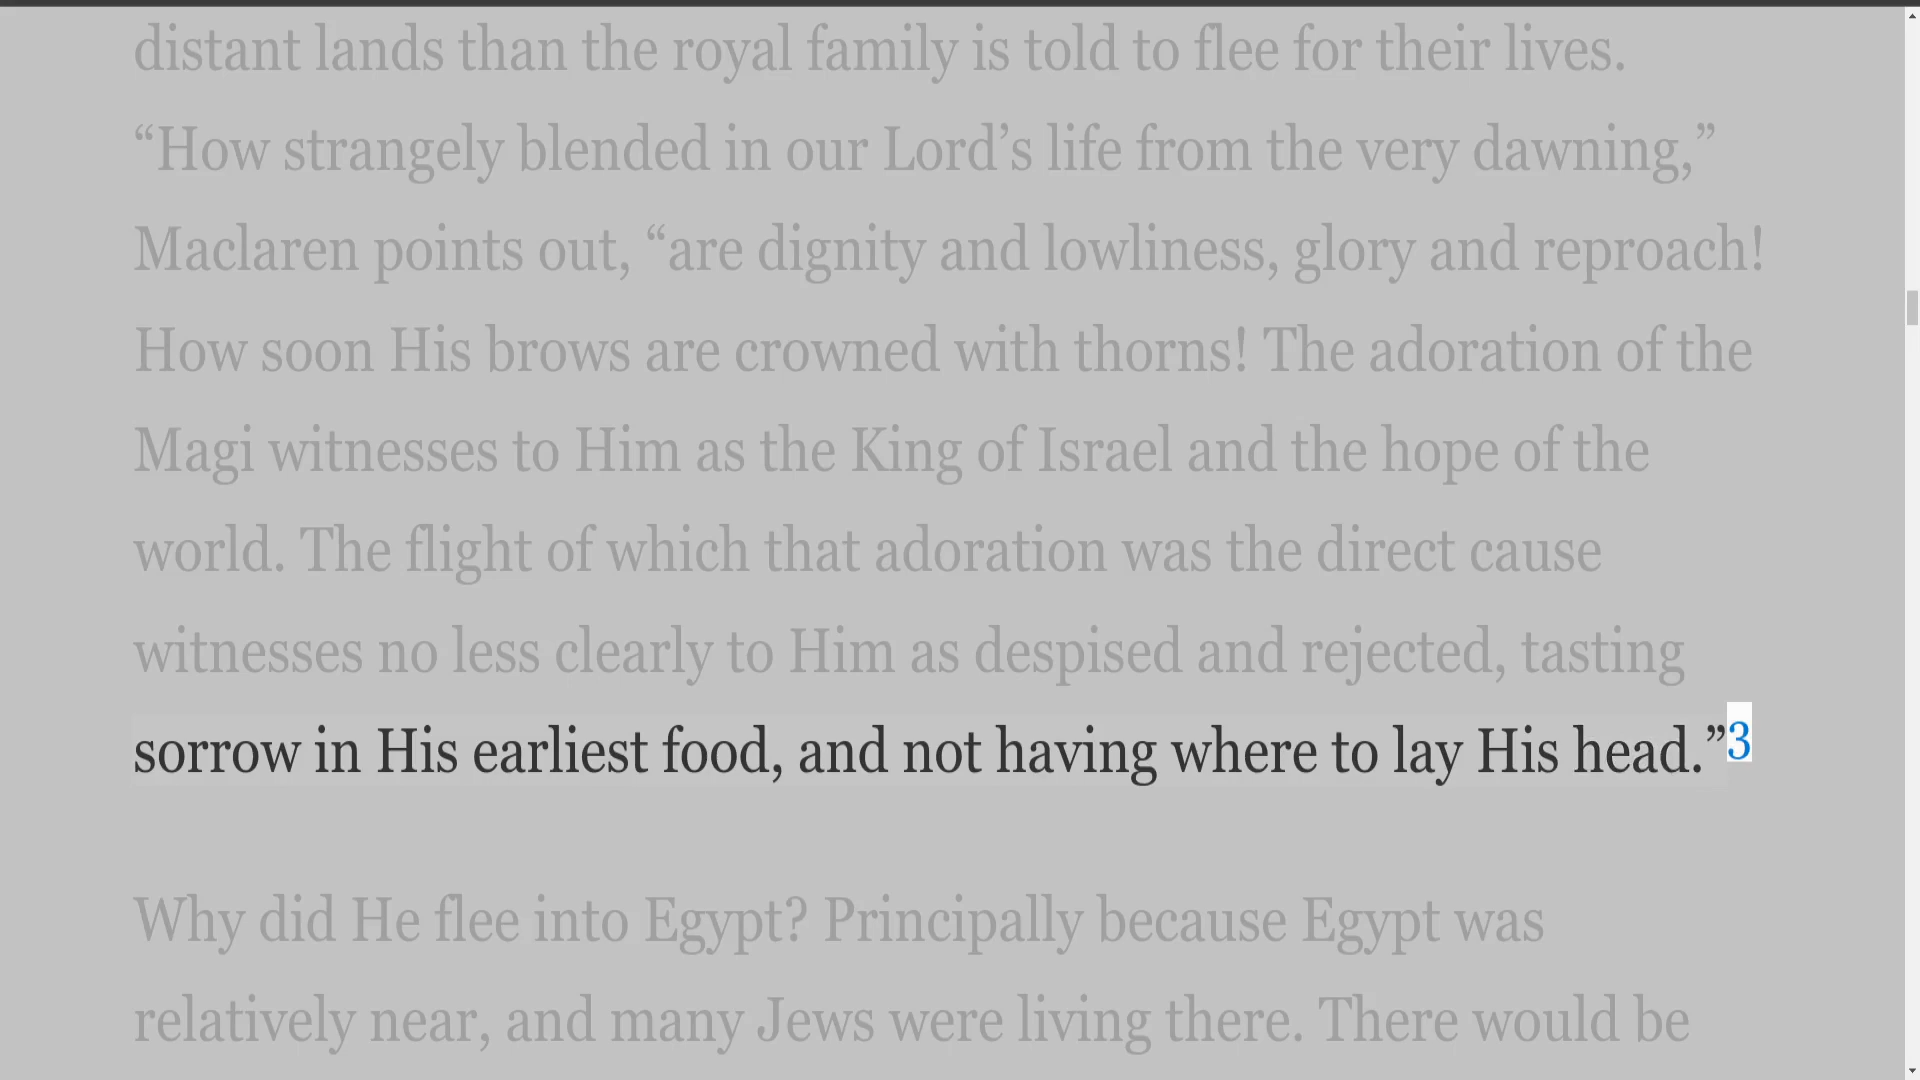 distant lands than the royal family is told to flee for their lives.
“How strangely blended in our Lord’s life from the very dawning,”
Maclaren points out, “are dignity and lowliness, glory and reproach!
How soon His brows are crowned with thorns! The adoration of the
Magi witnesses to Him as the King of Israel and the hope of the
world. The flight of which that adoration was the direct cause
witnesses no less clearly to Him as despised and rejected, tasting
sorrow in His earliest food, and not having where to lay His head.”3
Why did He flee into Egypt? Principally because Egypt was
relatively near, and many Jews were living there. There would be